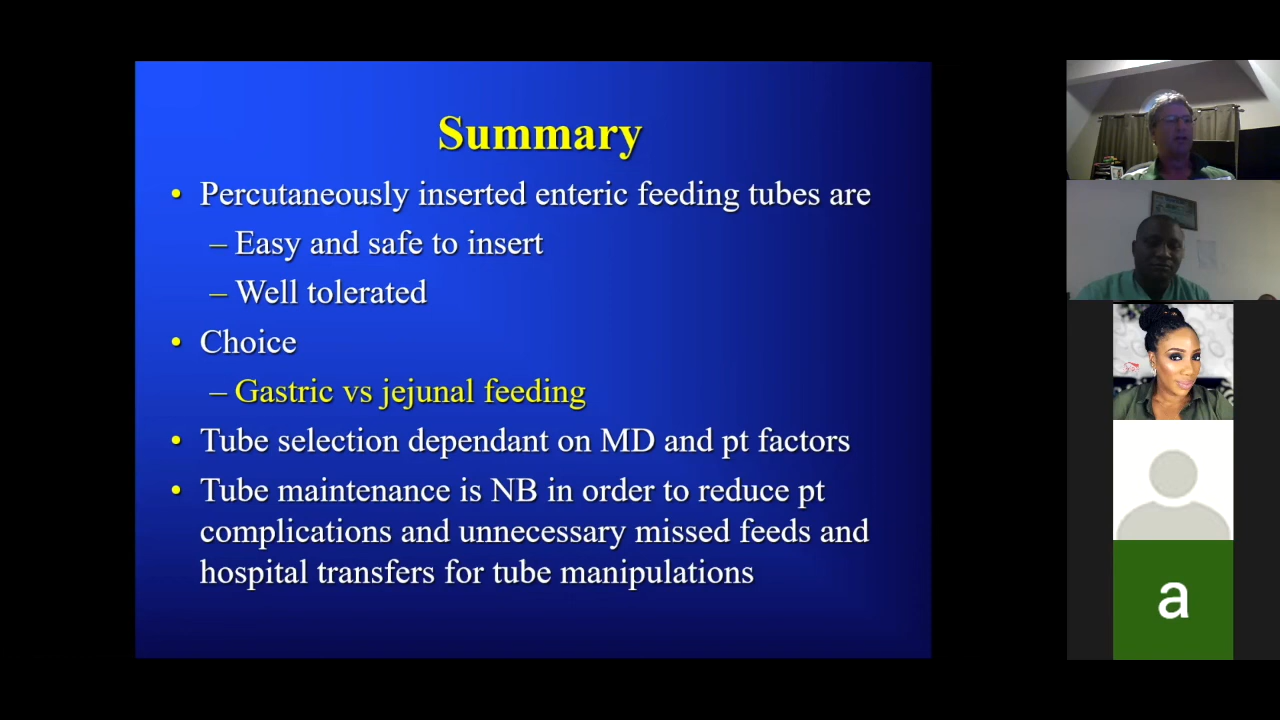 Summary
• Percutaneously inserted enteric feeding tubes are
– Easy and safe to insert
– Well tolerated
• Choice
– Gastric vs jejunal feeding
• Tube selection dependant on MD and pt factors
• Tube maintenance is NB in order to reduce pt
complications and unnecessary missed feeds and
hospital transfers for tube manipulations
a